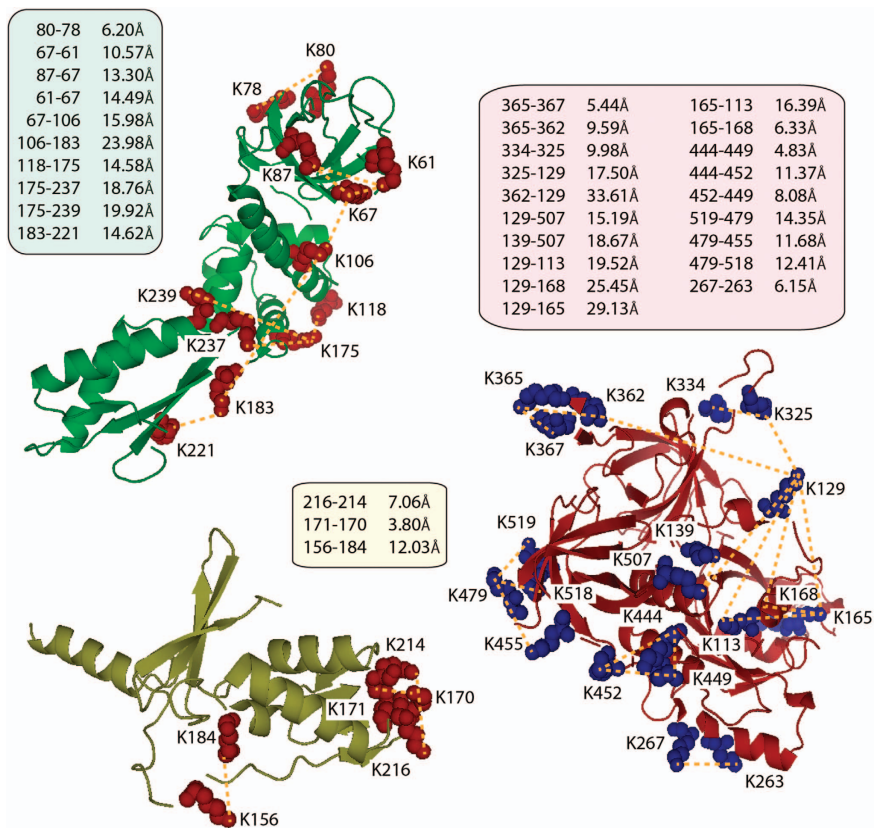 80-78 6.20Å
67-61 10.57Å
87-67 13.30Å
61-67 14.49Å
67-106 15.98Å
106-183 23.98Å
118-175 14.58Å
175-237 18.76Å
175-239 19.92Å
183-221 14.62Å
K80
K78
K87
K61
K67
K106
K239
K118
K237
K175
K183
K221
365-367 5.44Å 165-113 16.39Å
365-362 9.59Å 165-168 6.33Å
334-325 9.98Å 444-449 4.83Å
325-129 17.50Å 444-452 11.37Å
362-129 33.61Å 452-449 8.08Å
129-507 15.19Å 519-479 14.35Å
139-507 18.67Å 479-455 11.68Å
129-113 19.52Å 479-518 12.41Å
129-168 25.45Å 267-263 6.15Å
129-165 29.13Å
K365
K362
K334
K325
K367
K129
K519
K139
K507
K479
K518
K168
K444
K165
K455
K113
K452
K449
K267
K263
216-214 7.06Å
171-170 3.80Å
156-184 12.03Å
K214
K171
K170
K184
K216
K156